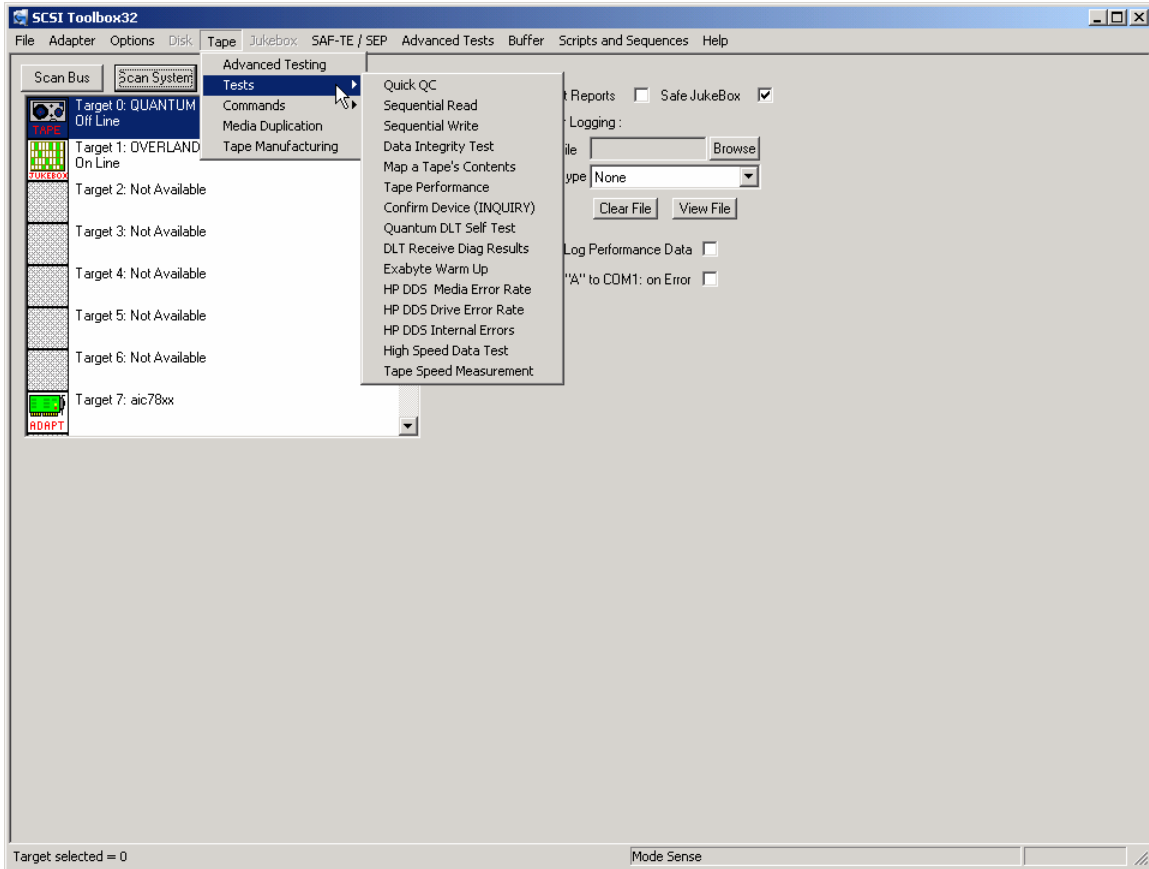 SCSI Toolbox32
File Adapter Options Disk Tape Jukebox SAF-TE / SEP Advanced Tests Buffer Scripts and Sequences Help
Scan Bus Scan System
Target 0: QUANTUM
Off Line
TAPE
Target 1: OVERLAND
On Line
JUKEBOX
Target 2: Not Available
Target 3: Not Available
Target 4: Not Available
Target 5: Not Available
Target 6: Not Available
Target 7: aic78xx
ADAPT
Advanced Testing
Tests
Commands
Media Duplication
Tape Manufacturing
Quick QC
Sequential Read
Sequential Write
Data Integrity Test
Map a Tape's Contents
Tape Performance
Confirm Device (INQUIRY)
Quantum DLT Self Test
DLT Receive Diag Results
Exabyte Warm Up
HP DDS Media Error Rate
HP DDS Drive Error Rate
HP DDS Internal Errors
High Speed Data Test
Tape Speed Measurement
t Reports Safe JukeBox
r Logging :
ile Browse
ype None
Clear File View File
Log Performance Data
"A" to COM1: on Error
Target selected = 0 Mode Sense